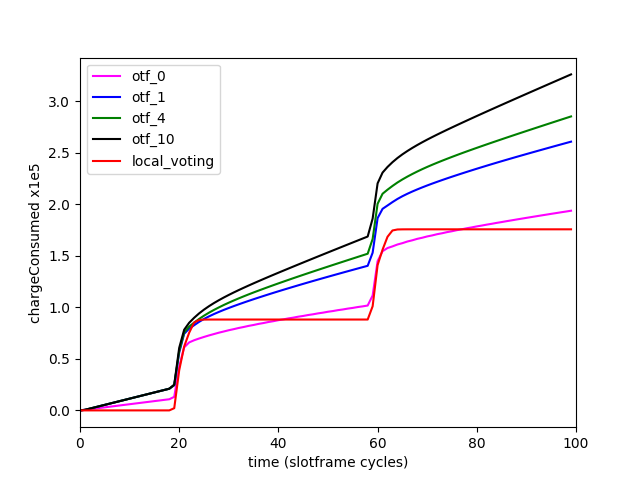 otf_0
otf_1
otf_4
otf_10
local_voting
chargeConsumed x1e5
3.0
2.5
2.0
1.5
1.0
0.5
0.0
0 20 40 60 80 100
time (slotframe cycles)